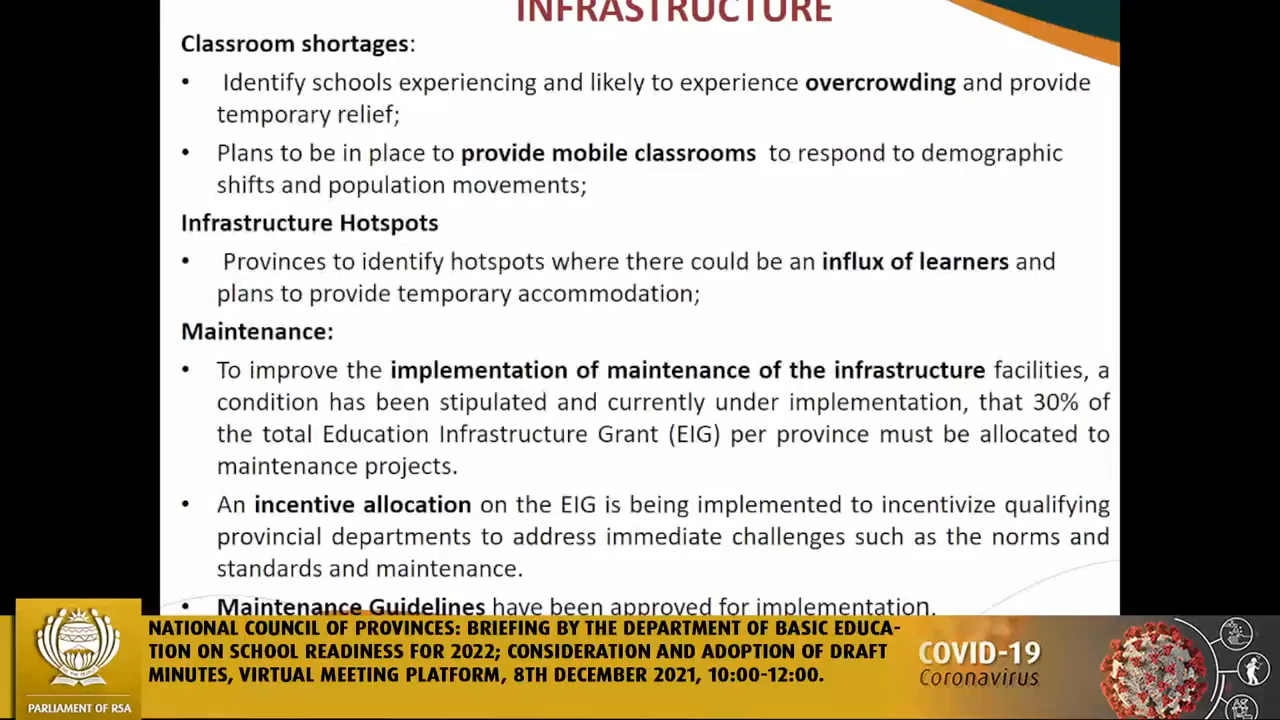 INFRASTRUCTURE
Classroom shortages:
• Identify schools experiencing and likely to experience overcrowding and provide
temporary relief;
• Plans to be in place to provide mobile classrooms to respond to demographic
shifts and population movements;
Infrastructure Hotspots
• Provinces to identify hotspots where there could be an influx of learners and
plans to provide temporary accommodation;
Maintenance:
• To improve the implementation of maintenance of the infrastructure facilities, a
condition has been stipulated and currently under implementation, that 30% of
the total Education Infrastructure Grant (EIG) per province must be allocated to
maintenance projects.
• An incentive allocation on the EIG is being implemented to incentivize qualifying
provincial departments to address immediate challenges such as the norms and
standards and maintenance.
• Maintenance Guidelines have been approved for implementation.
NATIONAL COUNCIL OF PROVINCES: BRIEFING BY THE DEPARTMENT OF BASIC EDUCA-
TION ON SCHOOL READINESS FOR 2022; CONSIDERATION AND ADOPTION OF DRAFT
MINUTES, VIRTUAL MEETING PLATFORM, 8TH DECEMBER 2021, 10:00-12:00.
PARLIAMENT OF RSA
COVID-19
Coronavirus